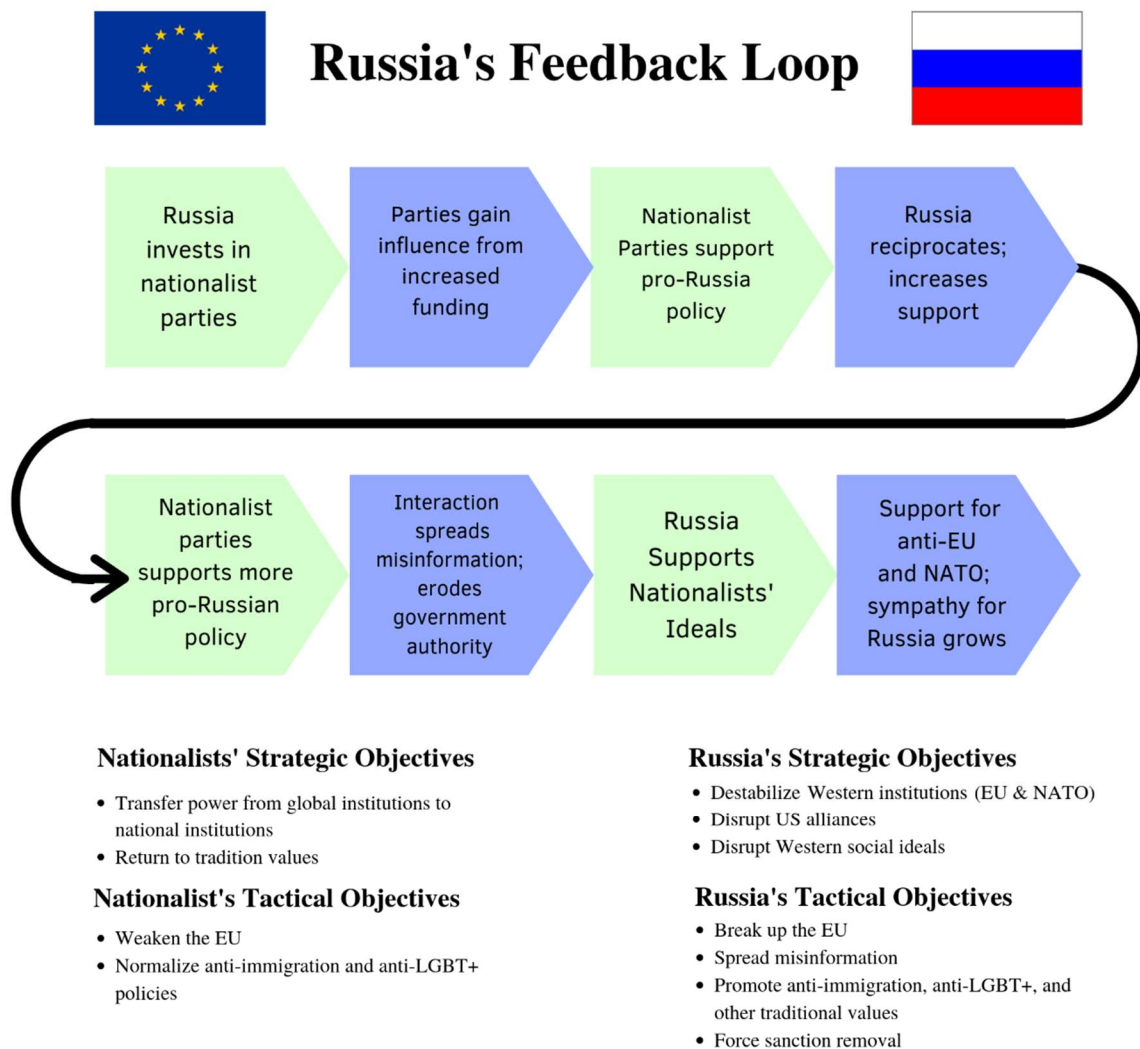 Russia's Feedback Loop
Russia
invests in
nationalist
parties
Parties gain
influence from
increased
funding
Nationalist
Parties support
pro-Russia
policy
Russia
reciprocates;
increases
support
Nationalist
parties
supports more
pro-Russian
policy
Interaction
spreads
misinformation;
erodes
government
authority
Russia
Supports
Nationalists'
Ideals
Support for
anti-EU
and NATO;
sympathy for
Russia grows
Nationalists' Strategic Objectives
• Transfer power from global institutions to
national institutions
• Return to tradition values
Nationalist's Tactical Objectives
• Weaken the EU
• Normalize anti-immigration and anti-LGBT+
policies
Russia's Strategic Objectives
• Destabilize Western institutions (EU & NATO)
• Disrupt US alliances
• Disrupt Western social ideals
Russia's Tactical Objectives
• Break up the EU
• Spread misinformation
• Promote anti-immigration, anti-LGBT+, and
other traditional values
• Force sanction removal